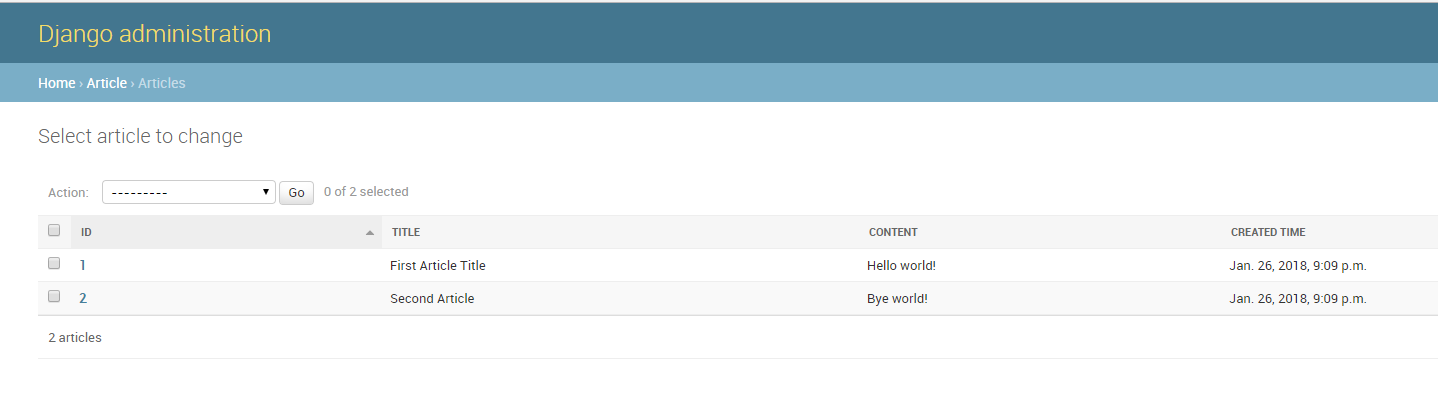 Django administration
Home › Article › Articles
Select article to change
Action: --------- Go 0 of 2 selected
ID TITLE CONTENT CREATED TIME
1 First Article Title Hello world! Jan. 26, 2018, 9:09 p.m.
2 Second Article Bye world! Jan. 26, 2018, 9:09 p.m.
2 articles